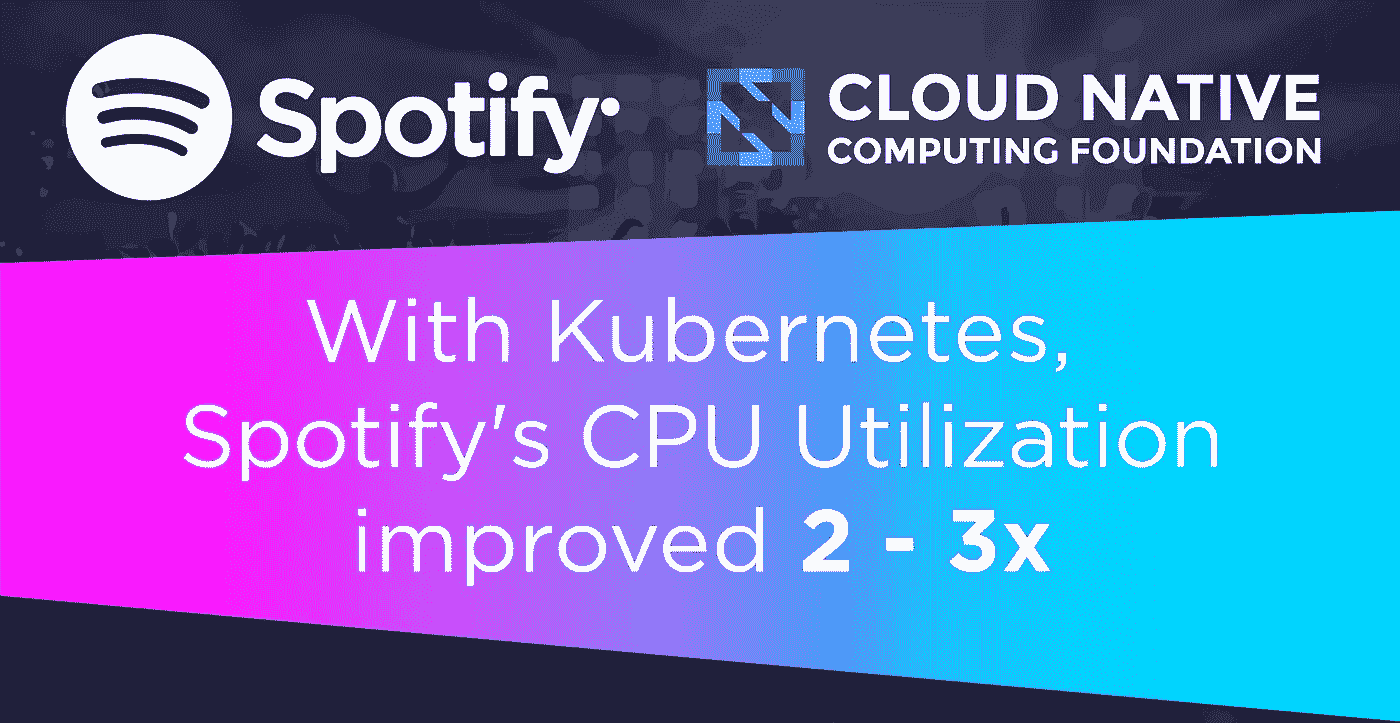 Spotify
CLOUD NATIVE
COMPUTING FOUNDATION
With Kubernetes,
Spotify's CPU Utilization
improved 2 - 3x